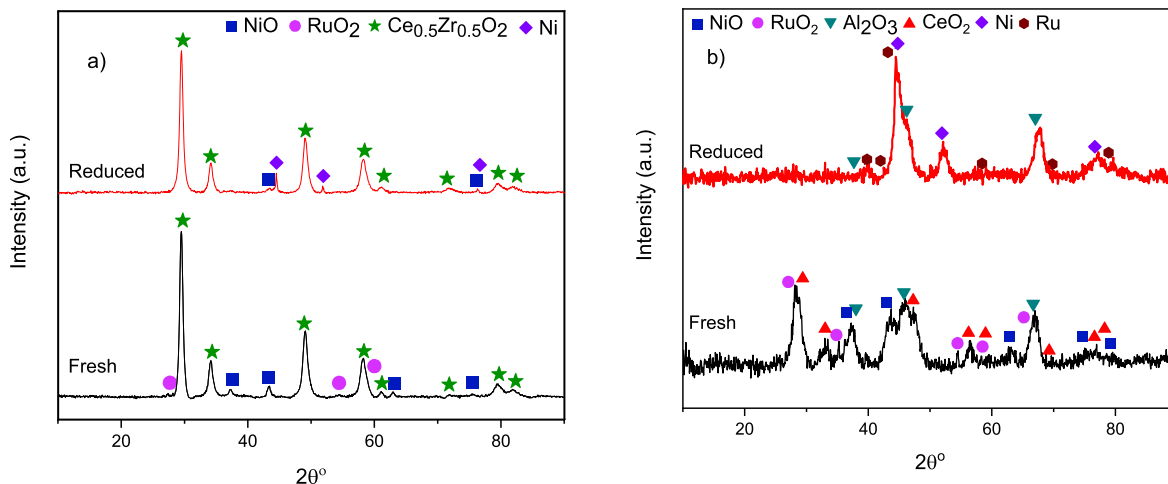 NiO RuO2 Ce0.5Zr0.5O2 Ni
a)
Reduced
Fresh
Intensity (a.u.)
20 40 60 80
2θº
NiO RuO2 Al2O3 CeO2 Ni Ru
b)
Reduced
Fresh
Intensity (a.u.)
20 40 60 80
2θº